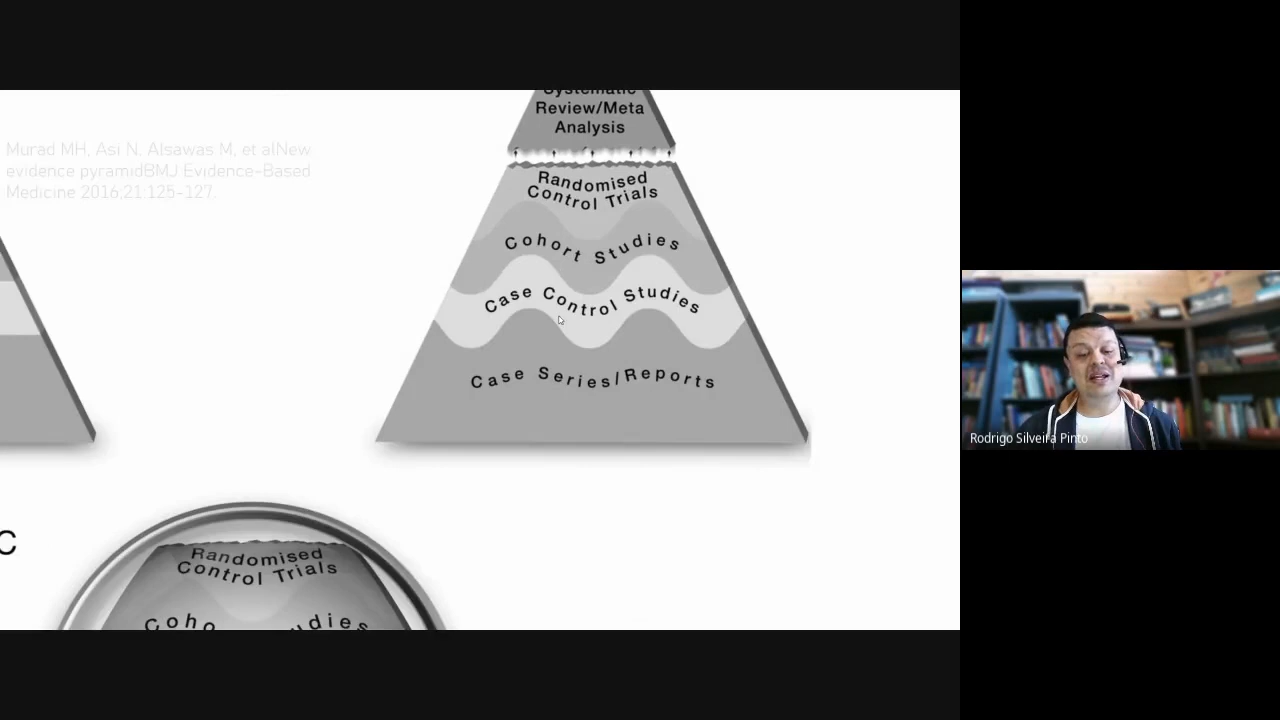 Systematic
Review/Meta
Analysis
Murad MH, Asi N, Alsawas M, et alNew
evidence pyramidBMJ Evidence-Based
Medicine 2016;21:125-127.
Randomised
Control Trials
Cohort Studies
Case Control Studies
Case Series/Reports
Rodrigo Silveira Pinto
C
Randomised
Control Trials